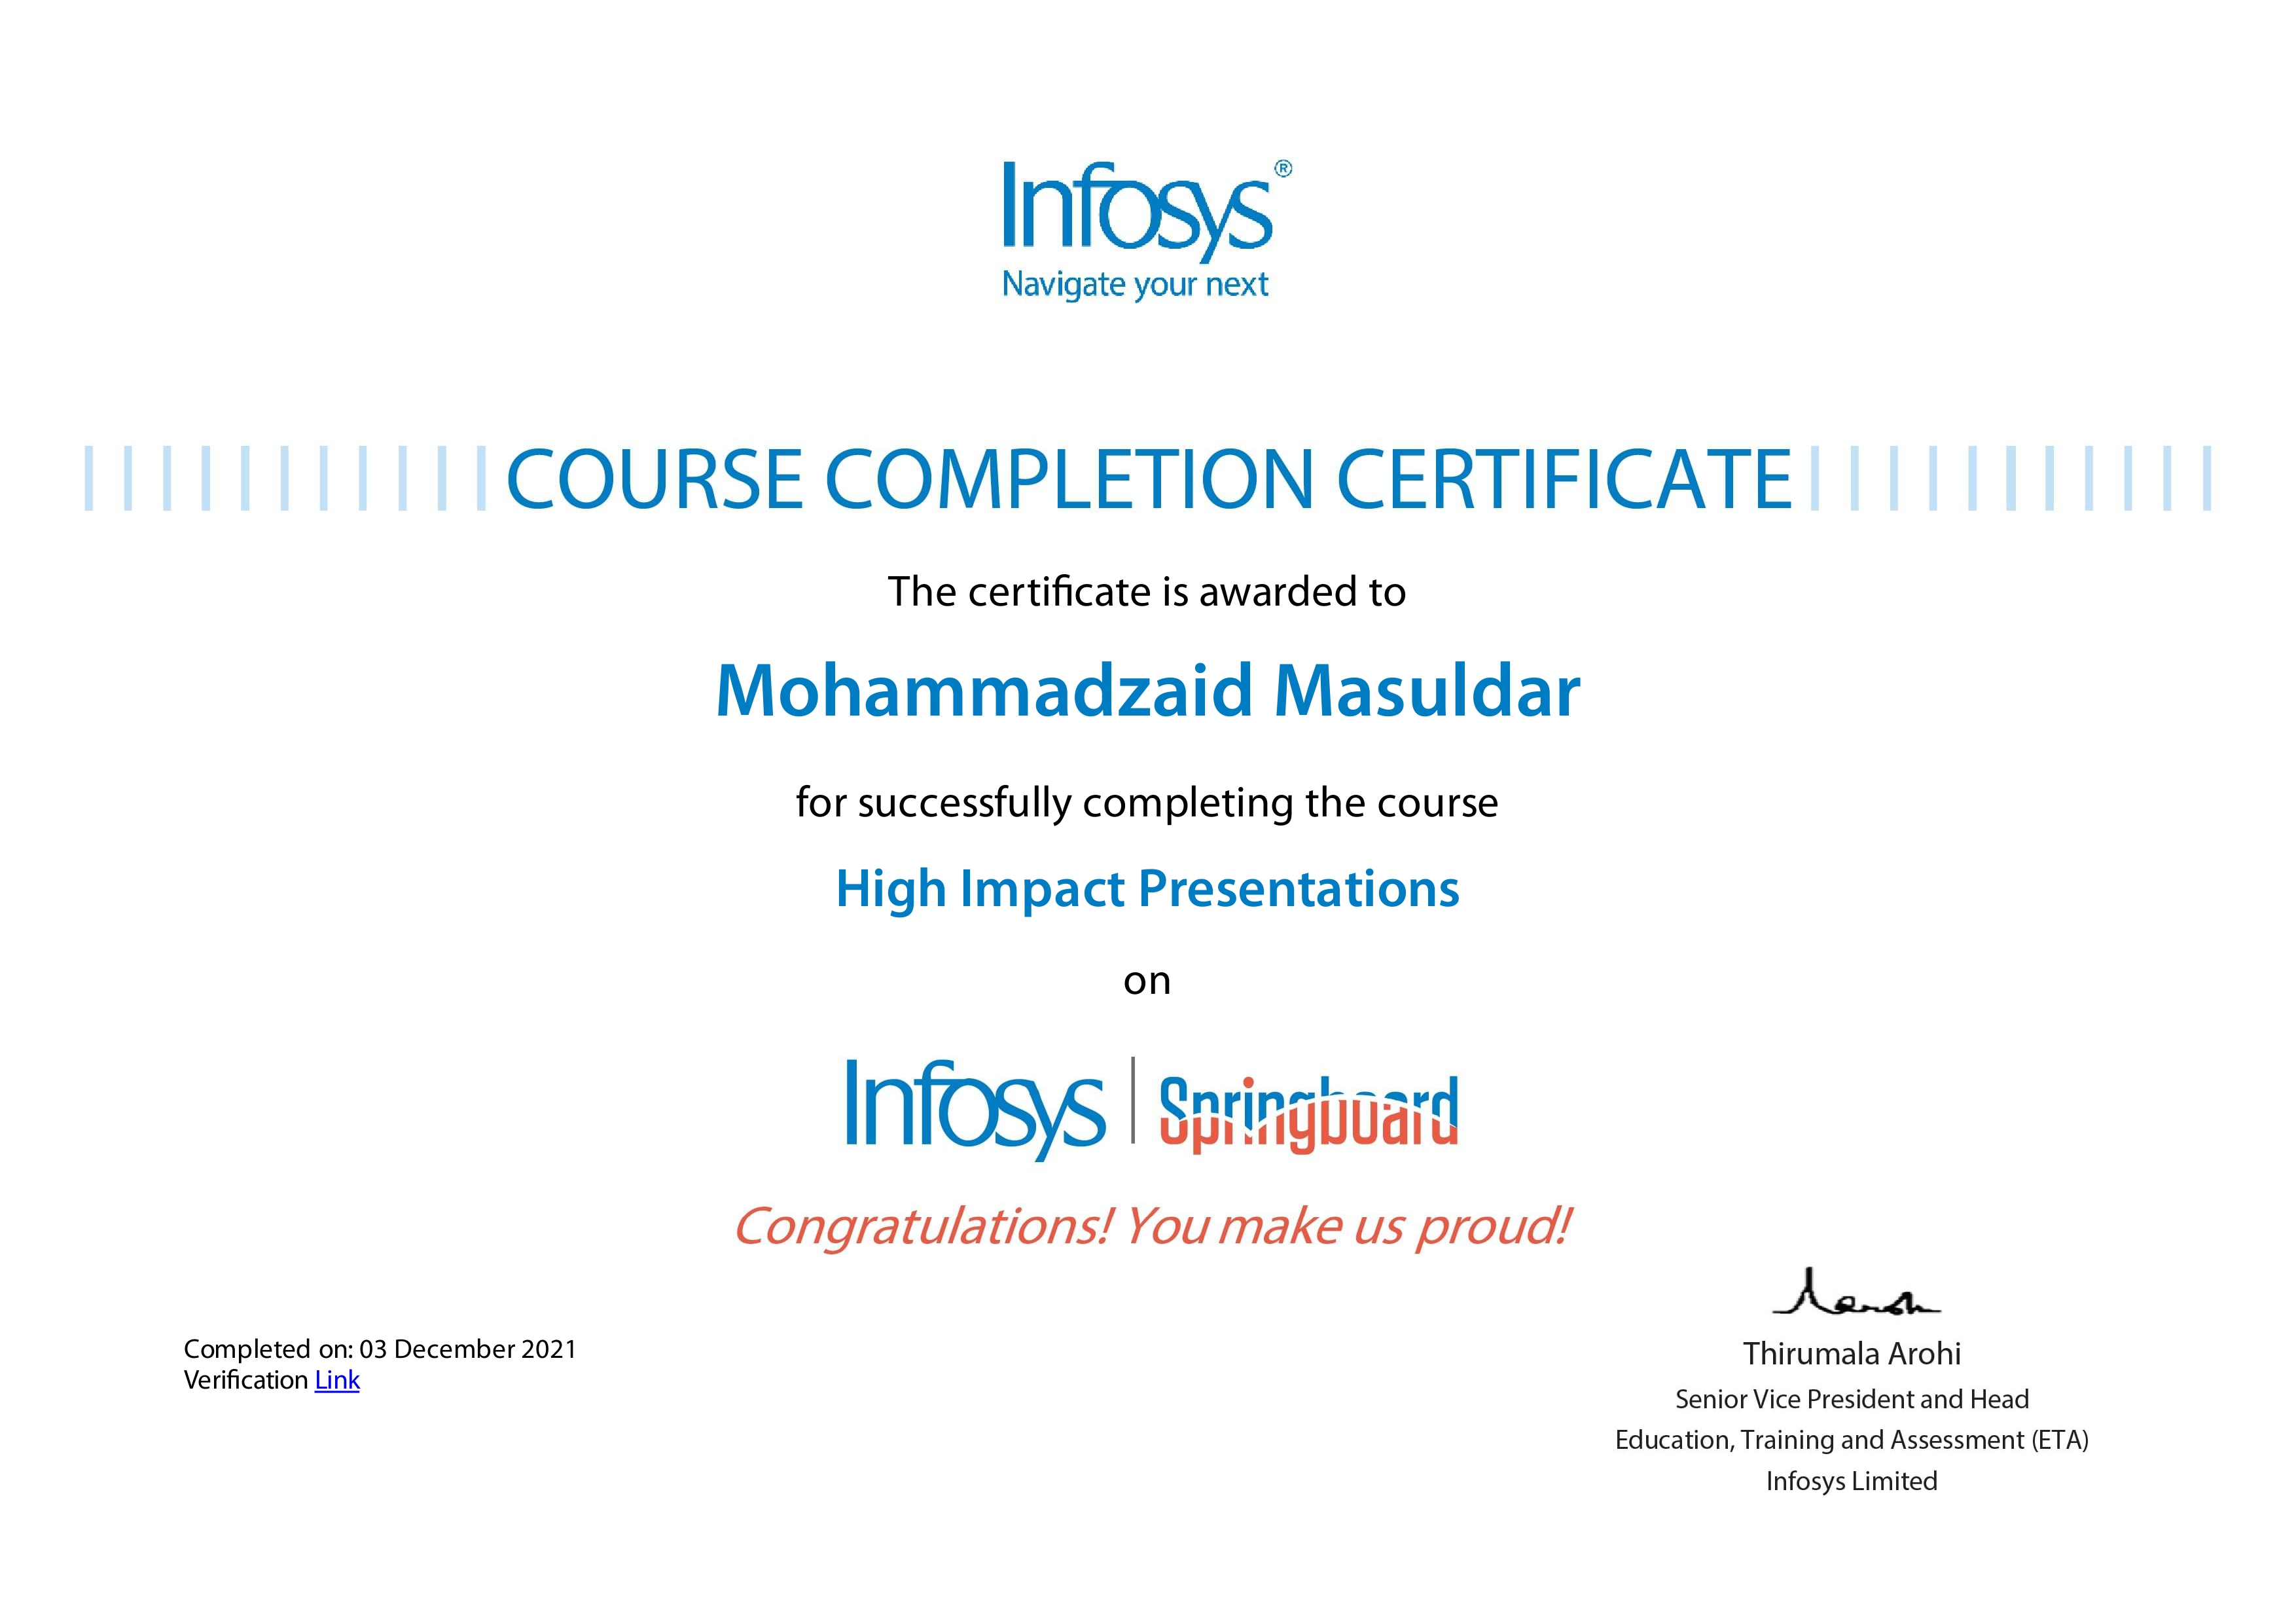 Infosys®
Navigate your next
COURSE COMPLETION CERTIFICATE
The certificate is awarded to
Mohammadzaid Masuldar
for successfully completing the course
High Impact Presentations
on
Infosys | Springboard
Congratulations! You make us proud!
Completed on: 03 December 2021
Verification Link
Thirumala Arohi
Senior Vice President and Head
Education, Training and Assessment (ETA)
Infosys Limited